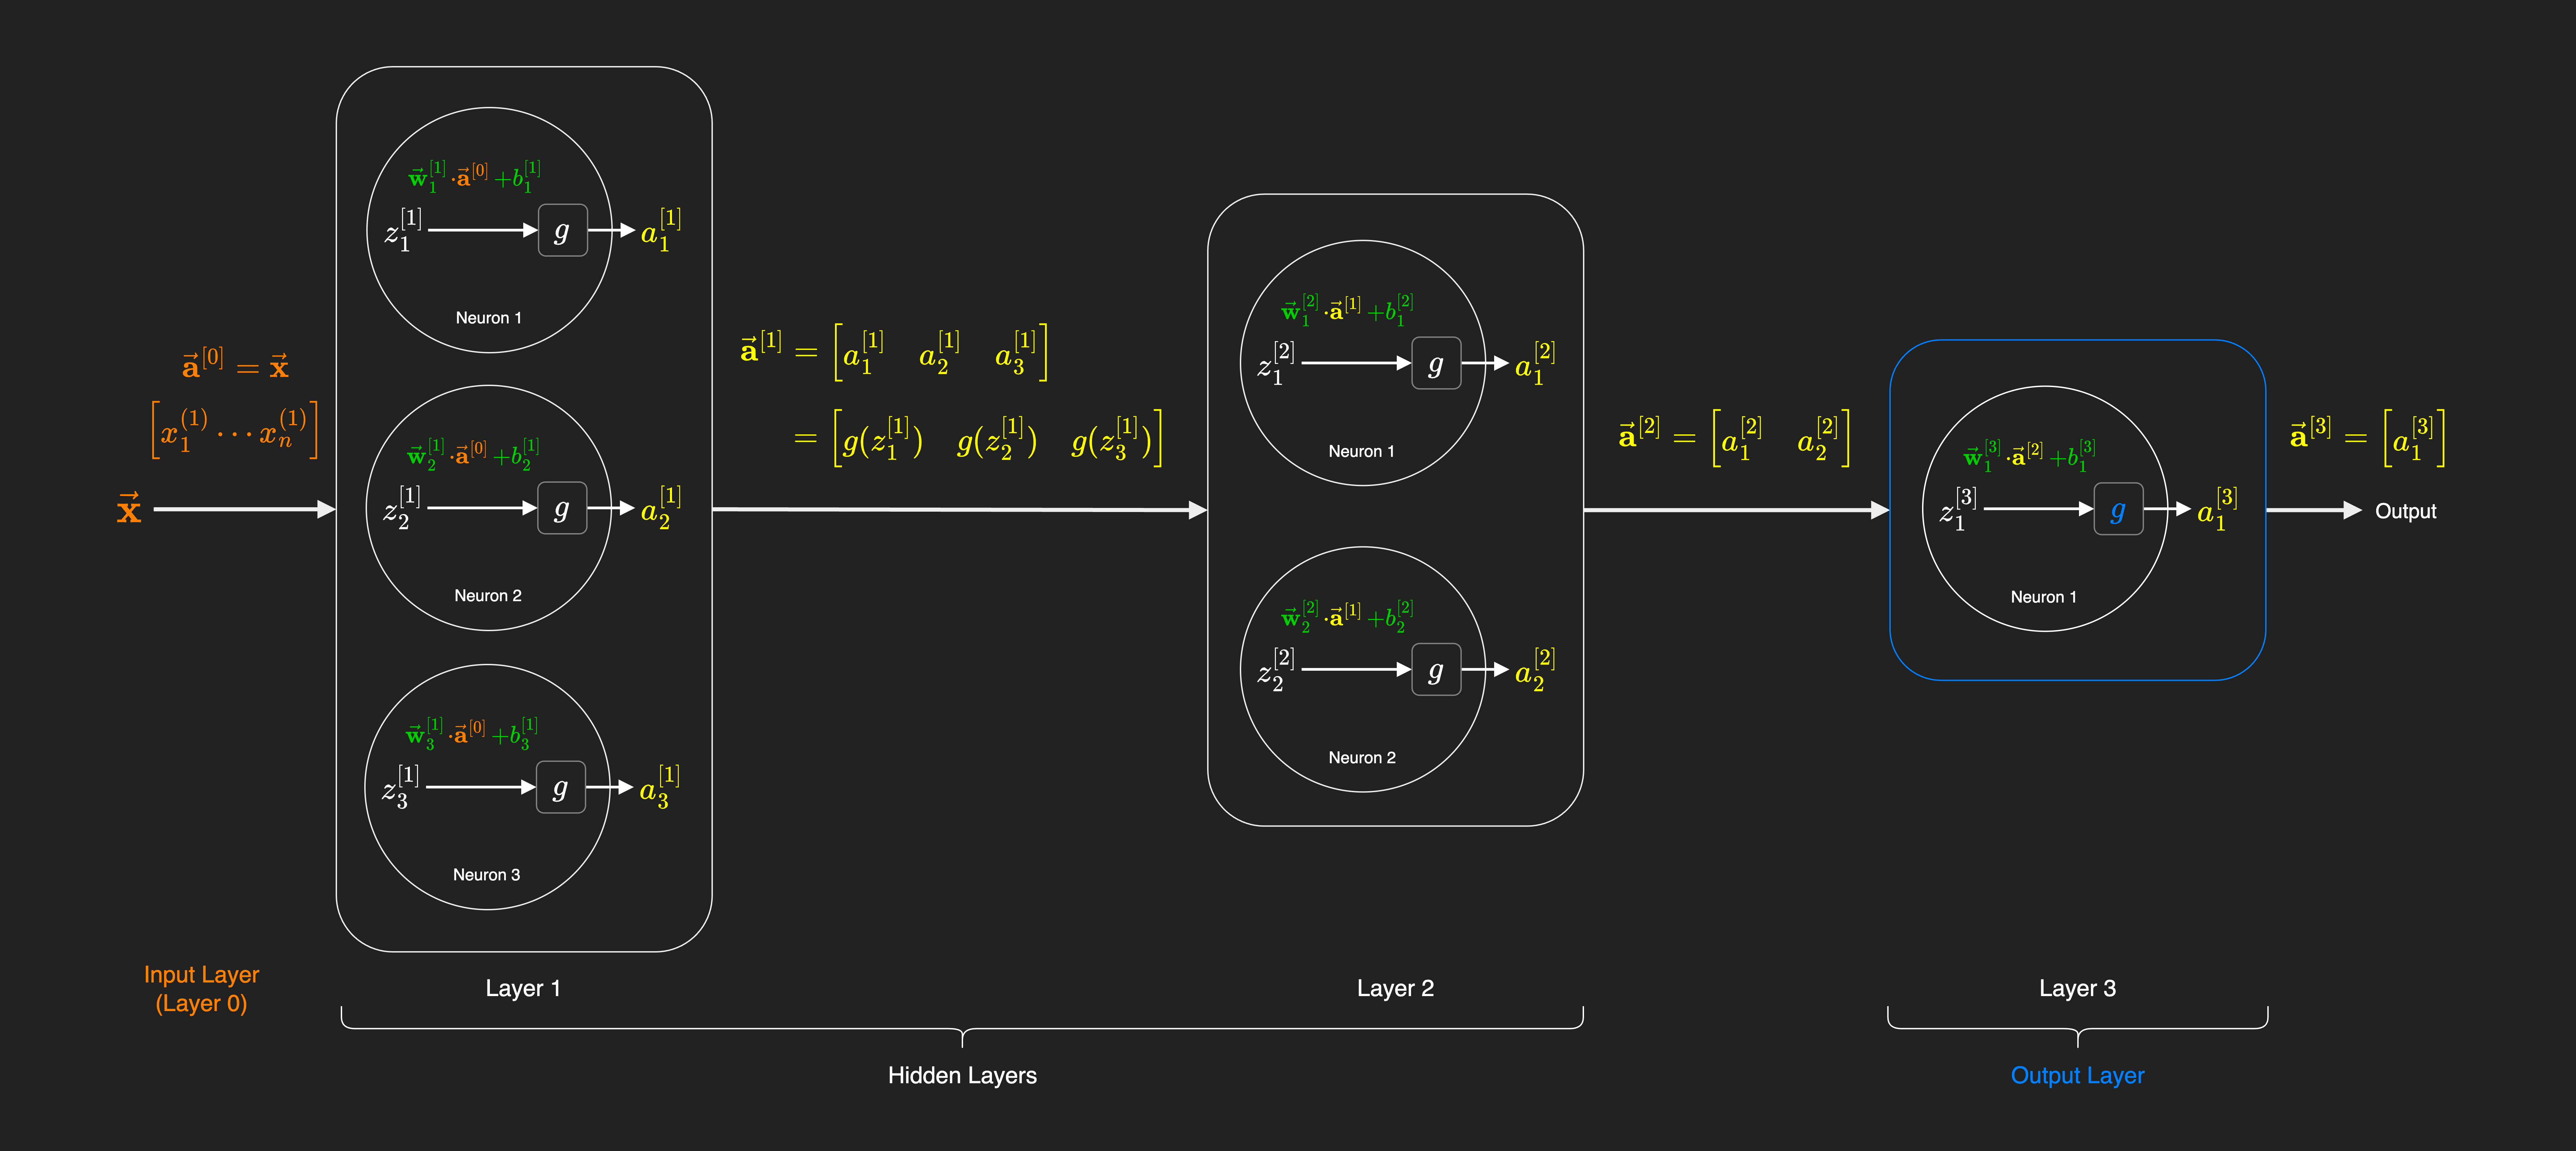 $\vec{\mathbf{a}}^{[0]} = \vec{\mathbf{x}}$
$\left[ x_1^{(1)} \cdots x_n^{(1)} \right]$
$\vec{\mathbf{x}}$
Input Layer
(Layer 0)
$\vec{\mathbf{w}}_1^{[1]} \cdot \vec{\mathbf{a}}^{[0]} + b_1^{[1]}$
$z_1^{[1]}$ $g$ $a_1^{[1]}$
Neuron 1
$\vec{\mathbf{w}}_2^{[1]} \cdot \vec{\mathbf{a}}^{[0]} + b_2^{[1]}$
$z_2^{[1]}$ $g$ $a_2^{[1]}$
Neuron 2
$\vec{\mathbf{w}}_3^{[1]} \cdot \vec{\mathbf{a}}^{[0]} + b_3^{[1]}$
$z_3^{[1]}$ $g$ $a_3^{[1]}$
Neuron 3
Layer 1
$\vec{\mathbf{a}}^{[1]} = \left[ a_1^{[1]} \quad a_2^{[1]} \quad a_3^{[1]} \right]$
$= \left[ g(z_1^{[1]}) \quad g(z_2^{[1]}) \quad g(z_3^{[1]}) \right]$
$\vec{\mathbf{w}}_1^{[2]} \cdot \vec{\mathbf{a}}^{[1]} + b_1^{[2]}$
$z_1^{[2]}$ $g$ $a_1^{[2]}$
Neuron 1
$\vec{\mathbf{w}}_2^{[2]} \cdot \vec{\mathbf{a}}^{[1]} + b_2^{[2]}$
$z_2^{[2]}$ $g$ $a_2^{[2]}$
Neuron 2
Layer 2
Hidden Layers
$\vec{\mathbf{a}}^{[2]} = \left[ a_1^{[2]} \quad a_2^{[2]} \right]$
$\vec{\mathbf{w}}_1^{[3]} \cdot \vec{\mathbf{a}}^{[2]} + b_1^{[3]}$
$z_1^{[3]}$ $g$ $a_1^{[3]}$
Neuron 1
Layer 3
Output Layer
$\vec{\mathbf{a}}^{[3]} = \left[ a_1^{[3]} \right]$
Output